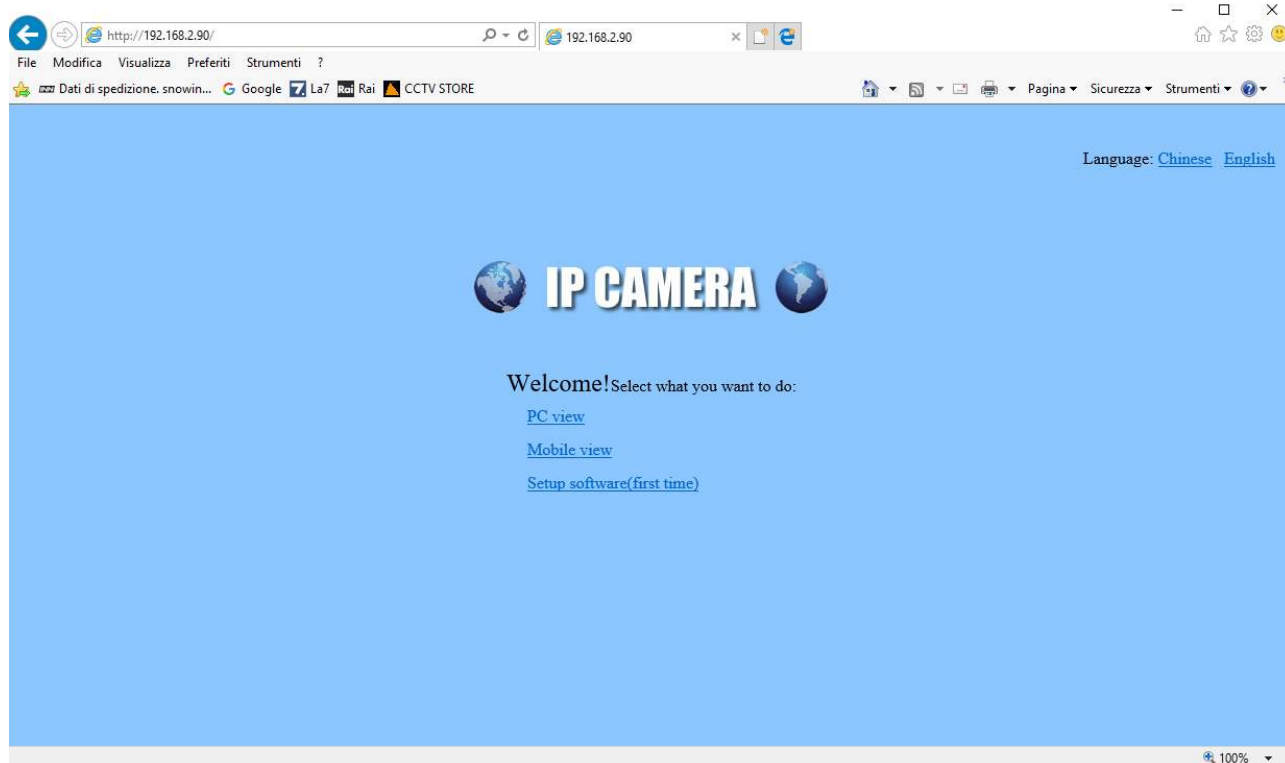 http://192.168.2.90/
192.168.2.90
File Modifica Visualizza Preferiti Strumenti ?
Dati di spedizione. snowin... Google La7 Rai Rai CCTV STORE
Pagina Sicurezza Strumenti
Language: Chinese English
IP CAMERA
Welcome!Select what you want to do:
PC view
Mobile view
Setup software(first time)
100%